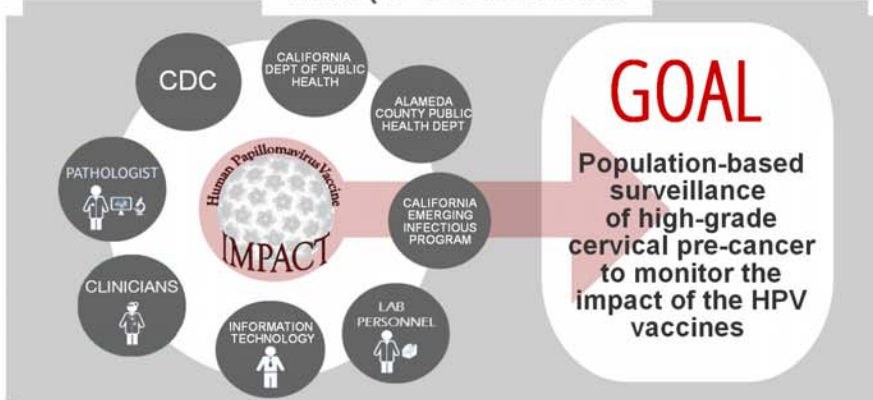 CDC
CALIFORNIA
DEPT OF PUBLIC
HEALTH
ALAMEDA
COUNTY PUBLIC
HEALTH DEPT
CALIFORNIA
EMERGING
INFECTIOUS
PROGRAM
LAB
PERSONNEL
INFORMATION
TECHNOLOGY
CLINICIANS
PATHOLOGIST
Human Papillomavirus Vaccine
IMPACT
GOAL
Population-based
surveillance
of high-grade
cervical pre-cancer
to monitor the
impact of the HPV
vaccines